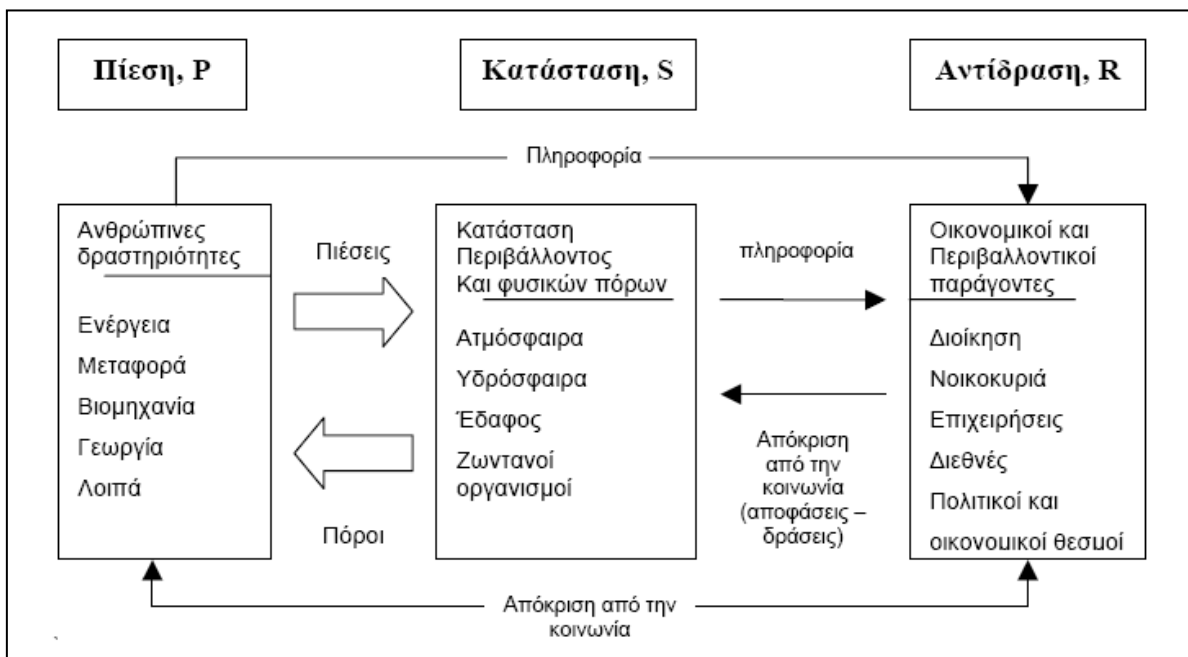 Πίεση, P
Κατάσταση, S
Αντίδραση, R
Πληροφορία
Ανθρώπινες
δραστηριότητες
Ενέργεια
Μεταφορά
Βιομηχανία
Γεωργία
Λοιπά
Πιέσεις
Πόροι
Κατάσταση
Περιβάλλοντος
Και φυσικών πόρων
Ατμόσφαιρα
Υδρόσφαιρα
Έδαφος
Ζωντανοί
οργανισμοί
πληροφορία
Απόκριση
από την
κοινωνία
(αποφάσεις –
δράσεις)
Οικονομικοί και
Περιβαλλοντικοί
παράγοντες
Διοίκηση
Νοικοκυριά
Επιχειρήσεις
Διεθνές
Πολιτικοί και
οικονομικοί θεσμοί
Απόκριση από την
κοινωνία